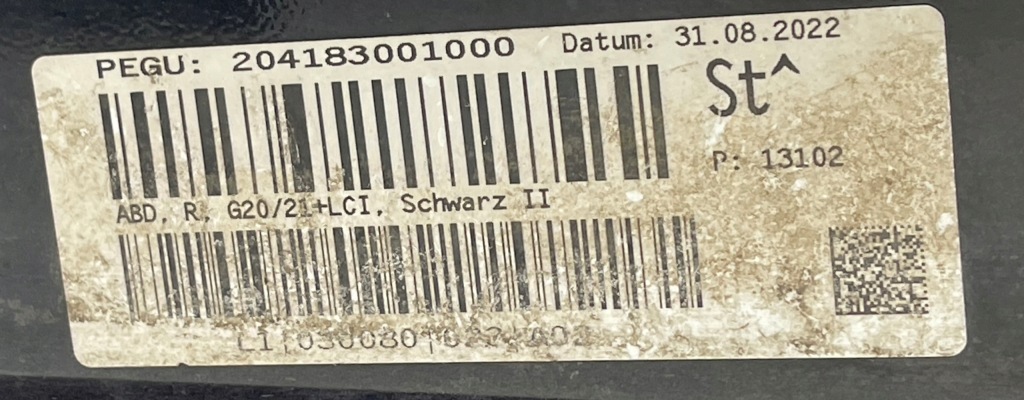 PEGU: 204183001000 Datum: 31.08.2022
St^
P: 13102
ABD, R, G20/21+LCI, Schwarz II